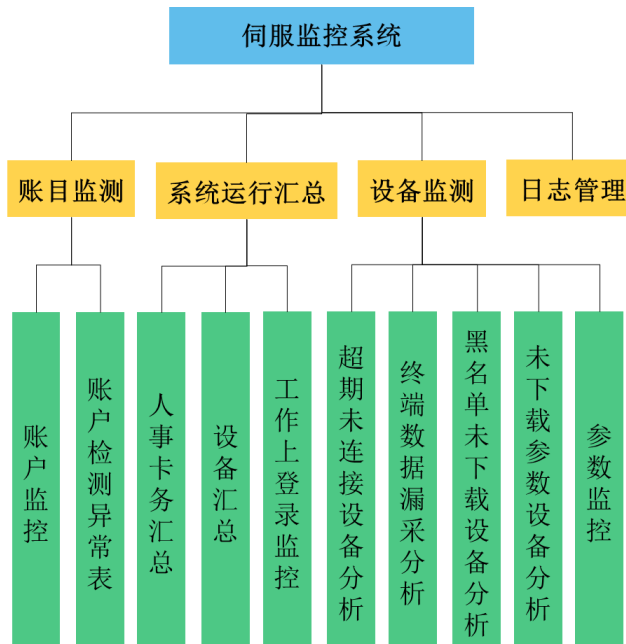 伺服监控系统
账目监测
系统运行汇总
设备监测
日志管理
账户监控
账户检测异常表
人事卡务汇总
设备汇总
工作上登录监控
超期未连接设备分析
终端数据漏采分析
黑名单未下载设备分析
未下载参数设备分析
参数监控